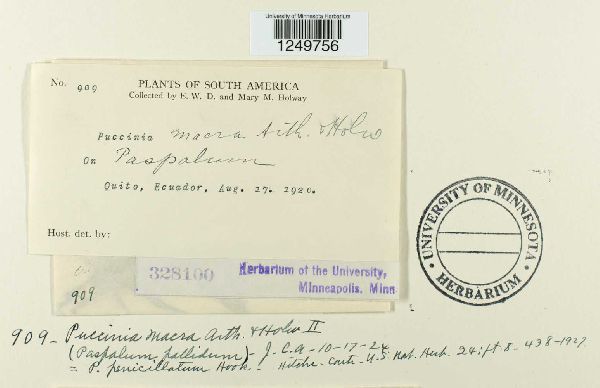 University of Minnesota Herbarium
1249756
No. 909
PLANTS OF SOUTH AMERICA
Collected by E. W. D. and Mary M. Holway
Puccinia macra Arth. & Holw
On Paspalum
Quito, Ecuador, Aug. 17. 1920.
Host. det. by:
328100
Herbarium of the University,
Minneapolis, Minn
909
UNIVERSITY OF MINNESOTA
HERBARIUM
909 - Puccinia macra Arth. & Holw II
(Paspalum pallidum) - J.C.A - 10-17-24
= P. penicillatum Hook. - Hitchc. Contr. U.S. Nat. Herb. 24: pt 8 - 438 - 1927